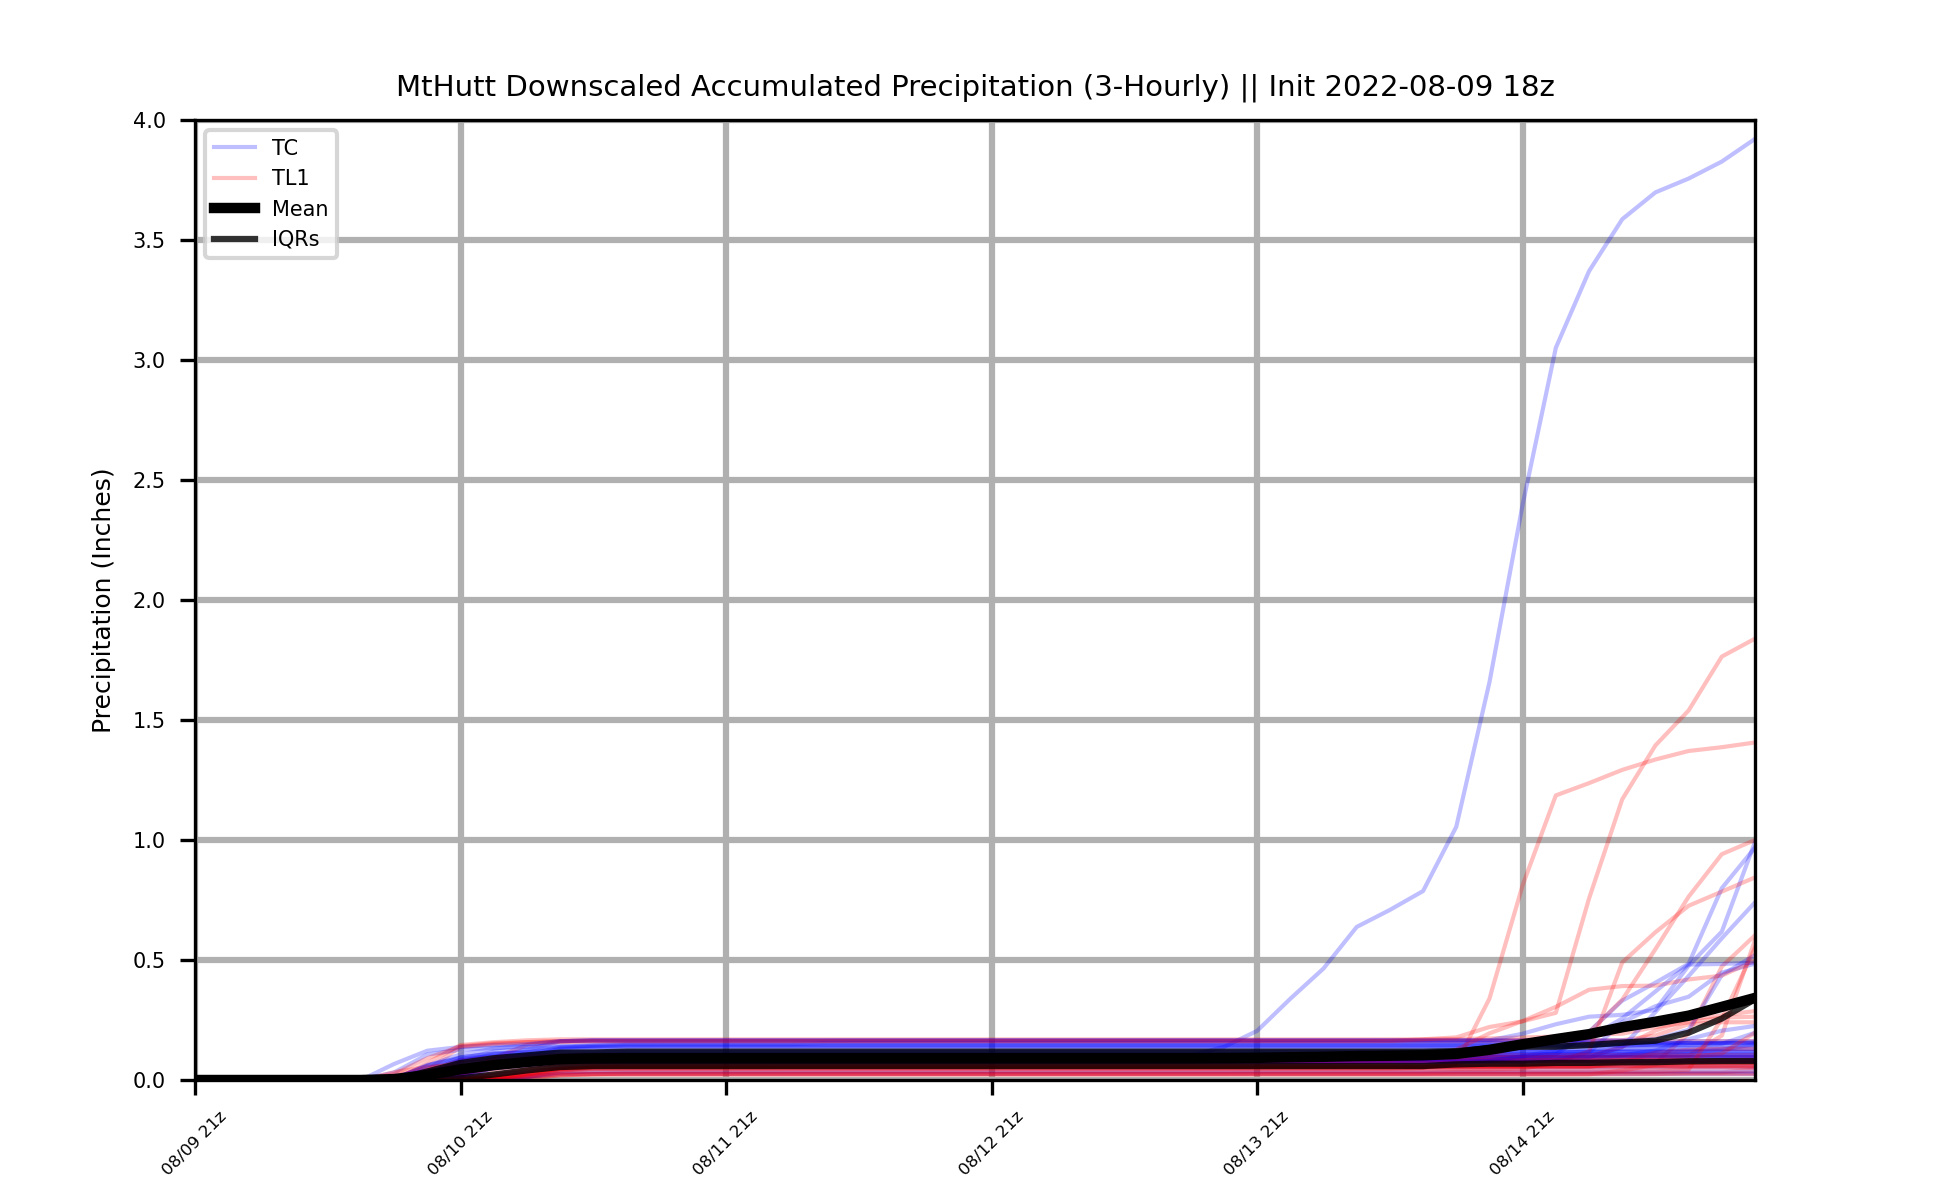 MtHutt Downscaled Accumulated Precipitation (3-Hourly) || Init 2022-08-09 18z
4.0
3.5
3.0
2.5
2.0
1.5
1.0
0.5
0.0
Precipitation (Inches)
TC
TL1
Mean
IQRs
08/09 21z
08/10 21z
08/11 21z
08/12 21z
08/13 21z
08/14 21z